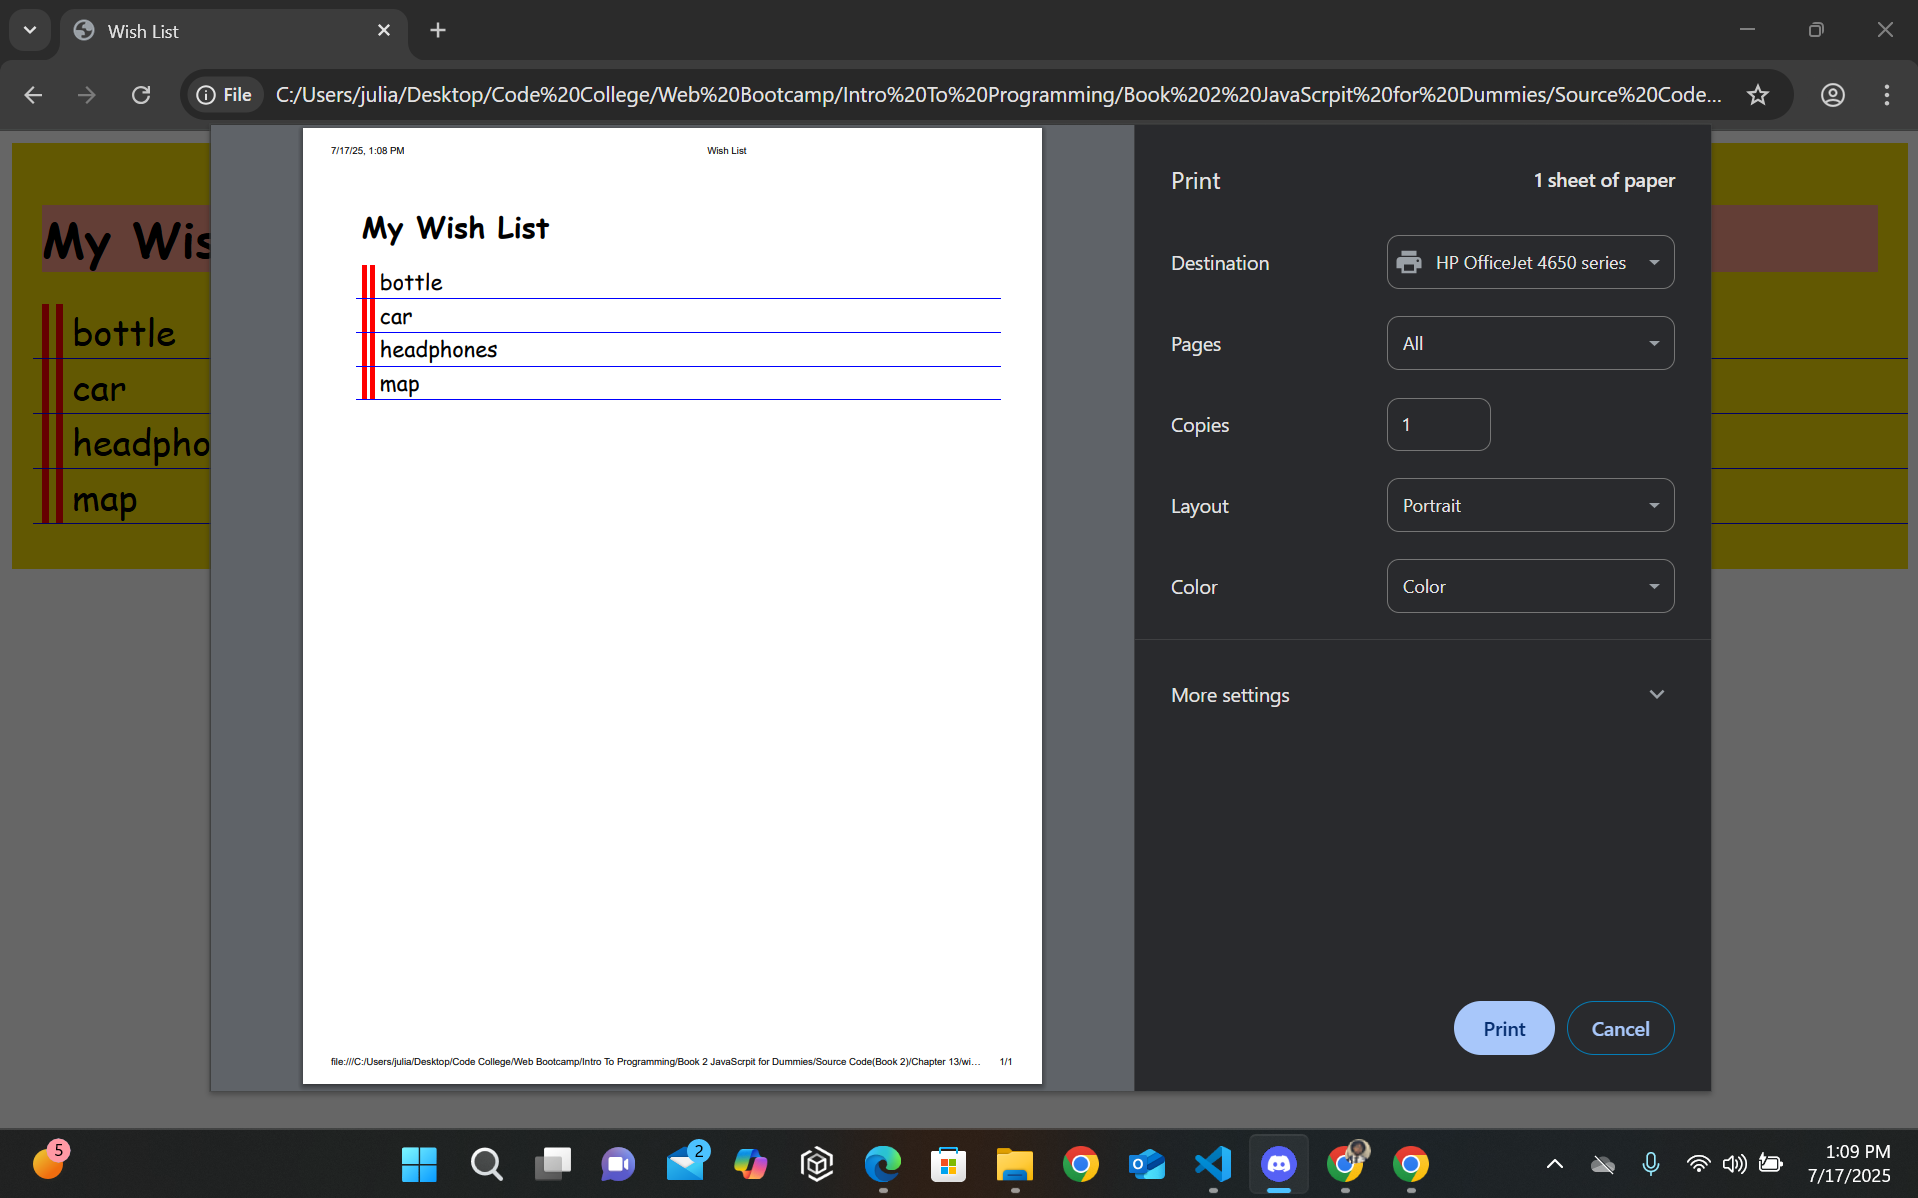 Wish List
File
C:/Users/julia/Desktop/Code%20College/Web%20Bootcamp/Intro%20To%20Programming/Book%202%20JavaScrpit%20for%20Dummies/Source%20Code...
My Wis
bottle
car
headpho
map
7/17/25, 1:08 PM
Wish List
My Wish List
bottle
car
headphones
map
file:///C:/Users/julia/Desktop/Code College/Web Bootcamp/Intro To Programming/Book 2 JavaScrpit for Dummies/Source Code(Book 2)/Chapter 13/wi...
1/1
Print
1 sheet of paper
Destination
HP OfficeJet 4650 series
Pages
All
Copies
1
Layout
Portrait
Color
Color
More settings
Print
Cancel
5
2
1:09 PM
7/17/2025